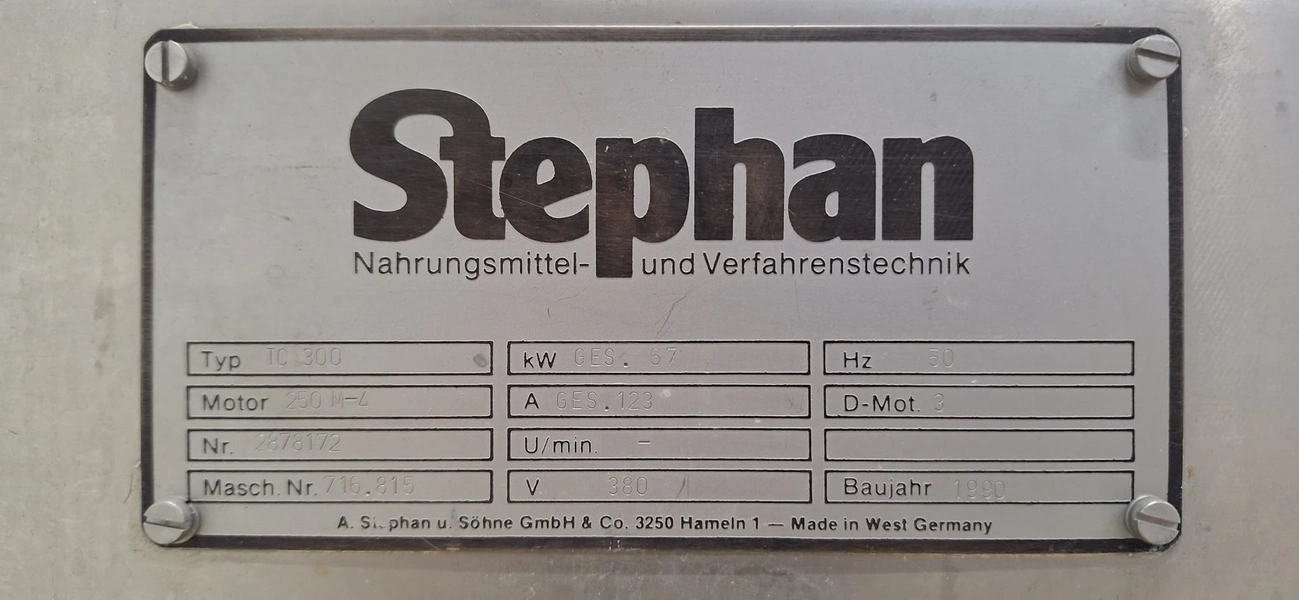 Stephan
Nahrungsmittel- und Verfahrenstechnik
Typ TC 300 kW GES. 67 Hz 50
Motor 250 M-4 A GES.123 D-Mot. 3
Nr. 2878172 U/min. -
Masch. Nr. 716.815 V 380 Baujahr 1990
A. Stephan u. Söhne GmbH & Co. 3250 Hameln 1 — Made in West Germany